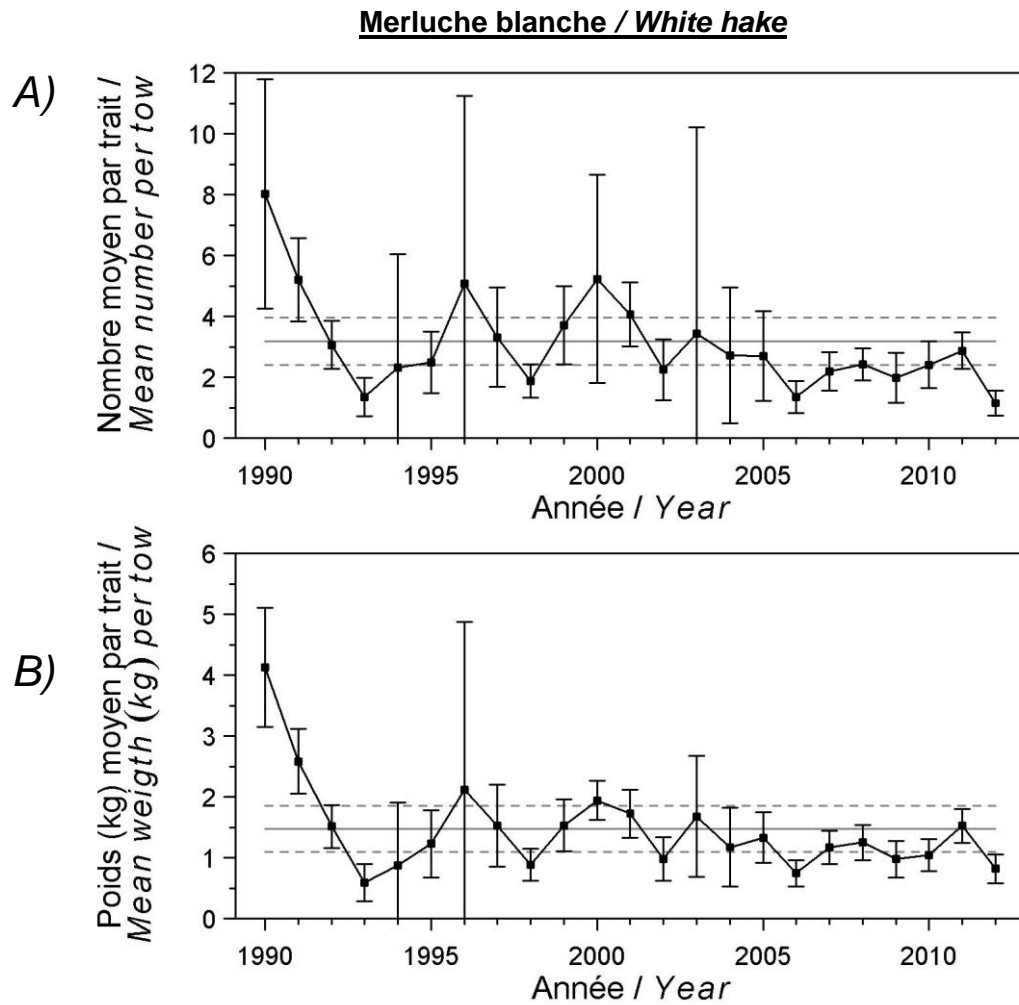 Merluche blanche / White hake
A)
Nombre moyen par trait /
Mean number per tow
12
10
8
6
4
2
0
1990 1995 2000 2005 2010
Année / Year
B)
Poids (kg) moyen par trait /
Mean weigth (kg) per tow
6
5
4
3
2
1
0
1990 1995 2000 2005 2010
Année / Year